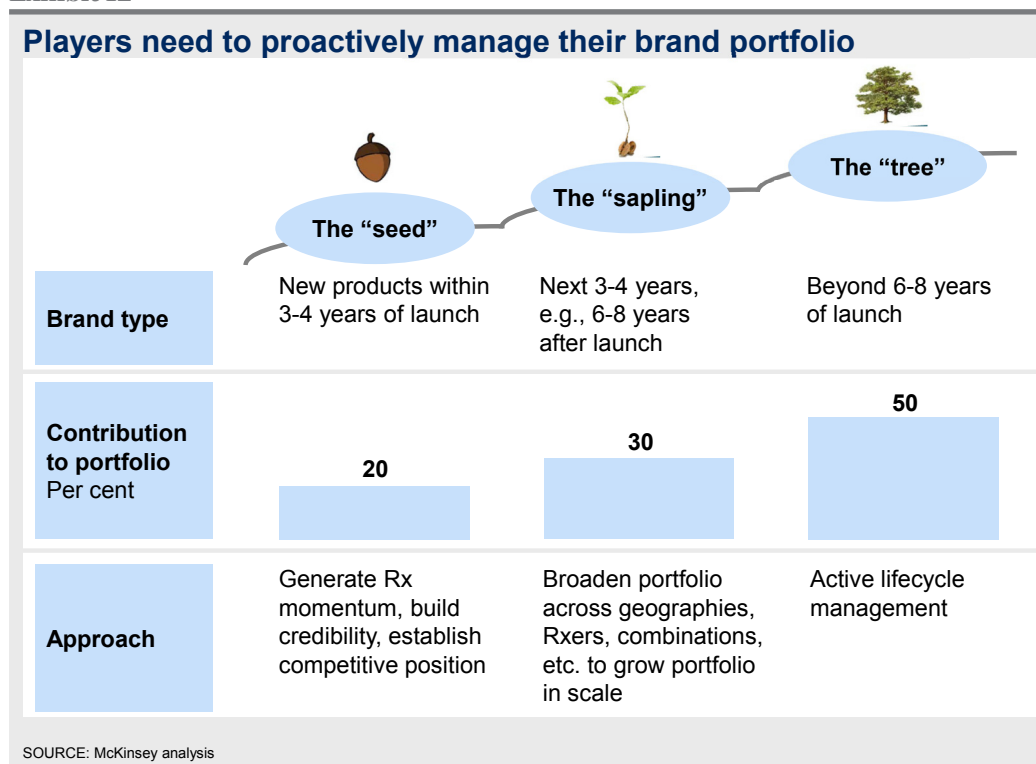 Players need to proactively manage their brand portfolio
The “seed”
The “sapling”
The “tree”
Brand type
New products within
3-4 years of launch
Next 3-4 years,
e.g., 6-8 years
after launch
Beyond 6-8 years
of launch
Contribution
to portfolio
Per cent
20
30
50
Approach
Generate Rx
momentum, build
credibility, establish
competitive position
Broaden portfolio
across geographies,
Rxers, combinations,
etc. to grow portfolio
in scale
Active lifecycle
management
SOURCE: McKinsey analysis